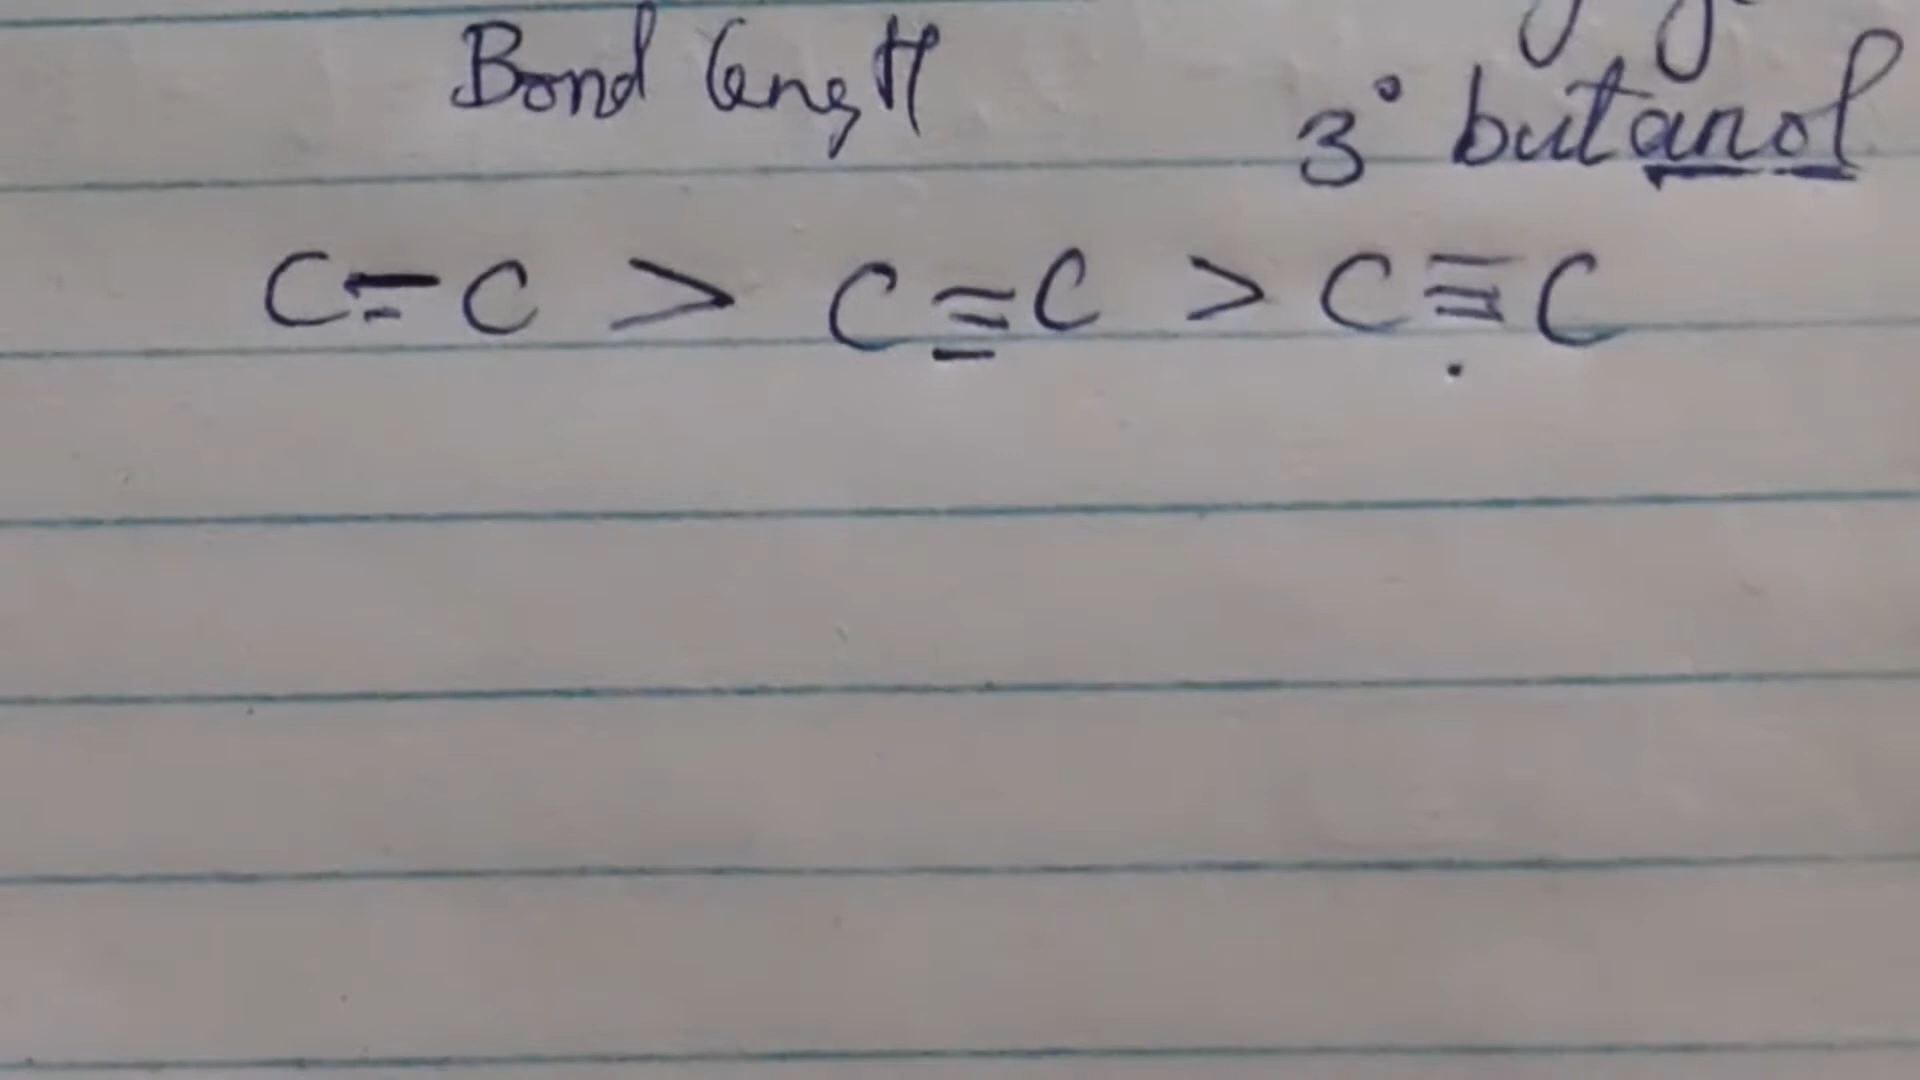 Bond length
3° butanol
C-C > C=C > C≡C